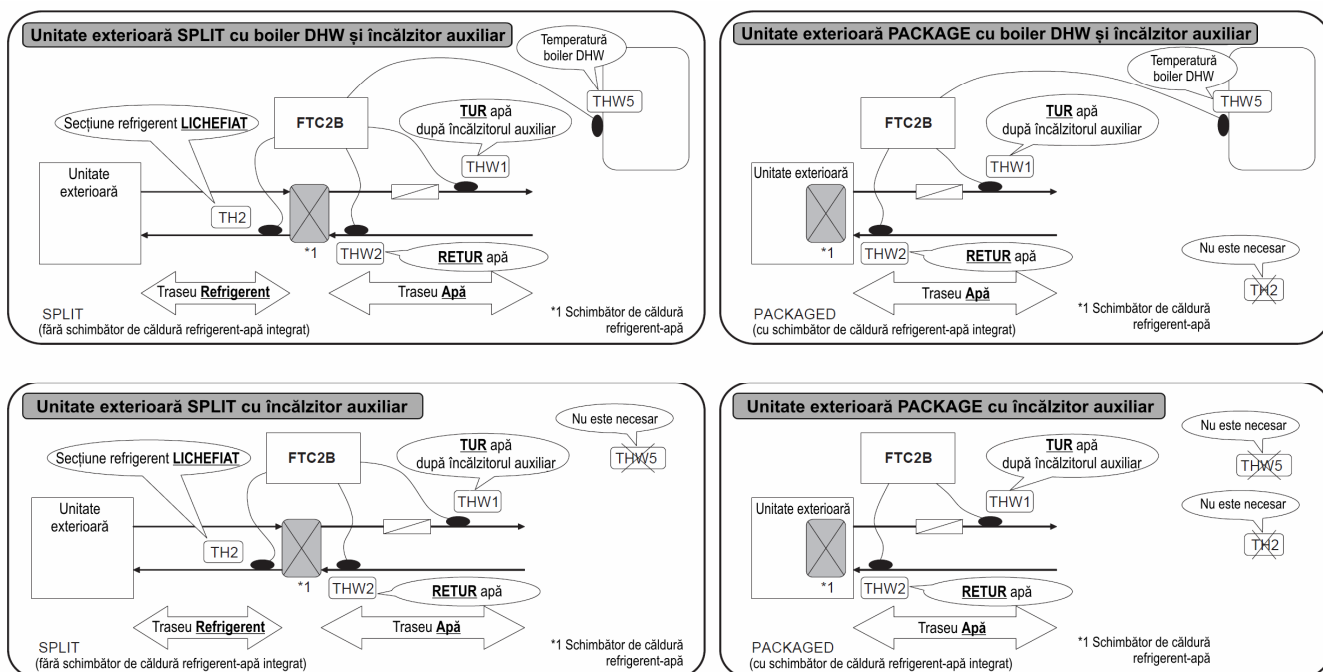 Unitate exterioară SPLIT cu boiler DHW și încălzitor auxiliar
Temperatură
boiler DHW
THW5
Secțiune refrigerent LICHEFIAT
FTC2B
TUR apă
după încălzitorul auxiliar
THW1
Unitate
exterioară
TH2
*1
THW2
RETUR apă
Traseu Refrigerent
Traseu Apă
SPLIT
(fără schimbător de căldură refrigerent-apă integrat)
*1 Schimbător de căldură
refrigerent-apă
Unitate exterioară PACKAGE cu boiler DHW și încălzitor auxiliar
Temperatură
boiler DHW
THW5
FTC2B
TUR apă
după încălzitorul auxiliar
THW1
Unitate exterioară
*1
THW2
RETUR apă
Nu este necesar
TH2
Traseu Apă
PACKAGED
(cu schimbător de căldură refrigerent-apă integrat)
*1 Schimbător de căldură
refrigerent-apă
Unitate exterioară SPLIT cu încălzitor auxiliar
Nu este necesar
THW5
Secțiune refrigerent LICHEFIAT
FTC2B
TUR apă
după încălzitorul auxiliar
THW1
Unitate
exterioară
TH2
*1
THW2
RETUR apă
Traseu Refrigerent
Traseu Apă
SPLIT
(fără schimbător de căldură refrigerent-apă integrat)
*1 Schimbător de căldură
refrigerent-apă
Unitate exterioară PACKAGE cu încălzitor auxiliar
Nu este necesar
THW5
FTC2B
TUR apă
după încălzitorul auxiliar
THW1
Nu este necesar
TH2
Unitate exterioară
*1
THW2
RETUR apă
Traseu Apă
PACKAGED
(cu schimbător de căldură refrigerent-apă integrat)
*1 Schimbător de căldură
refrigerent-apă